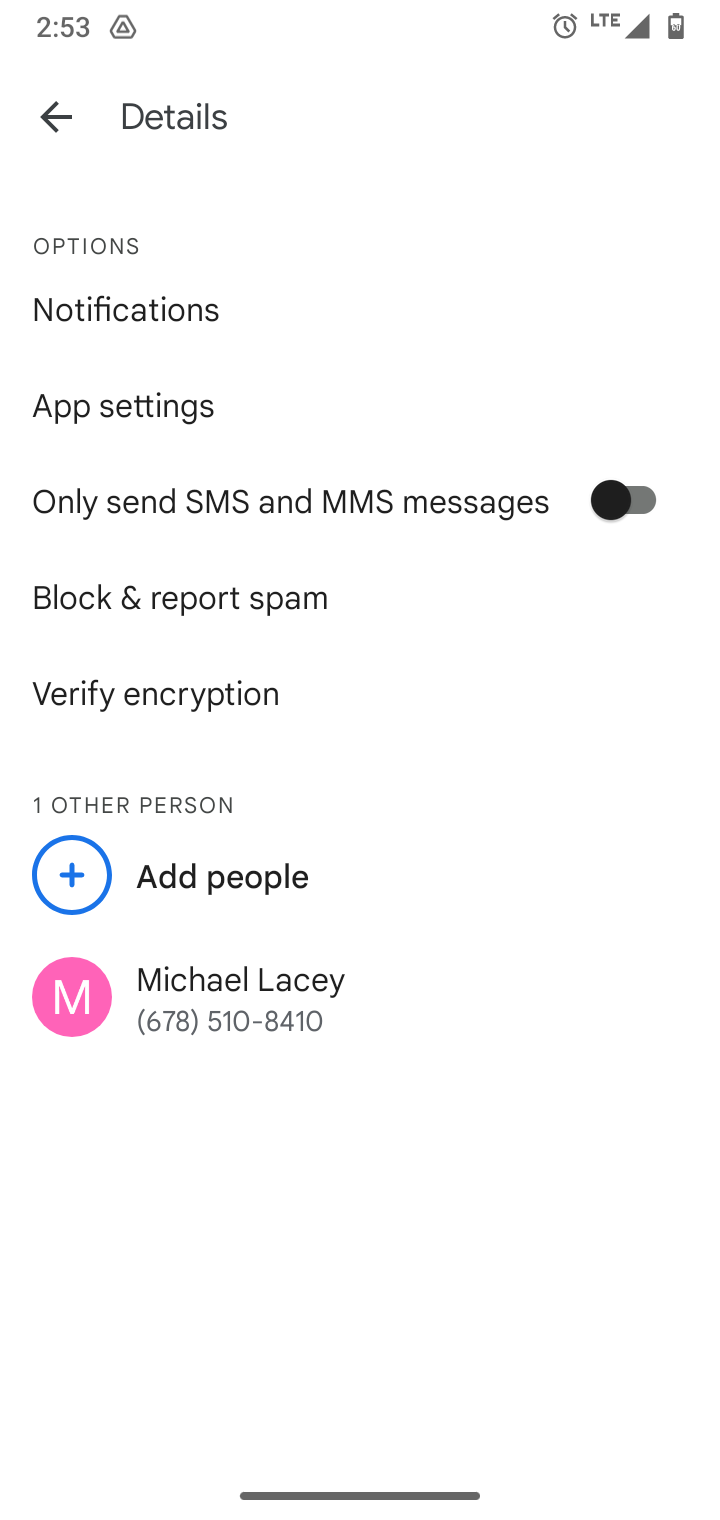 2:53
LTE
Details
OPTIONS
Notifications
App settings
Only send SMS and MMS messages
Block & report spam
Verify encryption
1 OTHER PERSON
Add people
M
Michael Lacey
(678) 510-8410